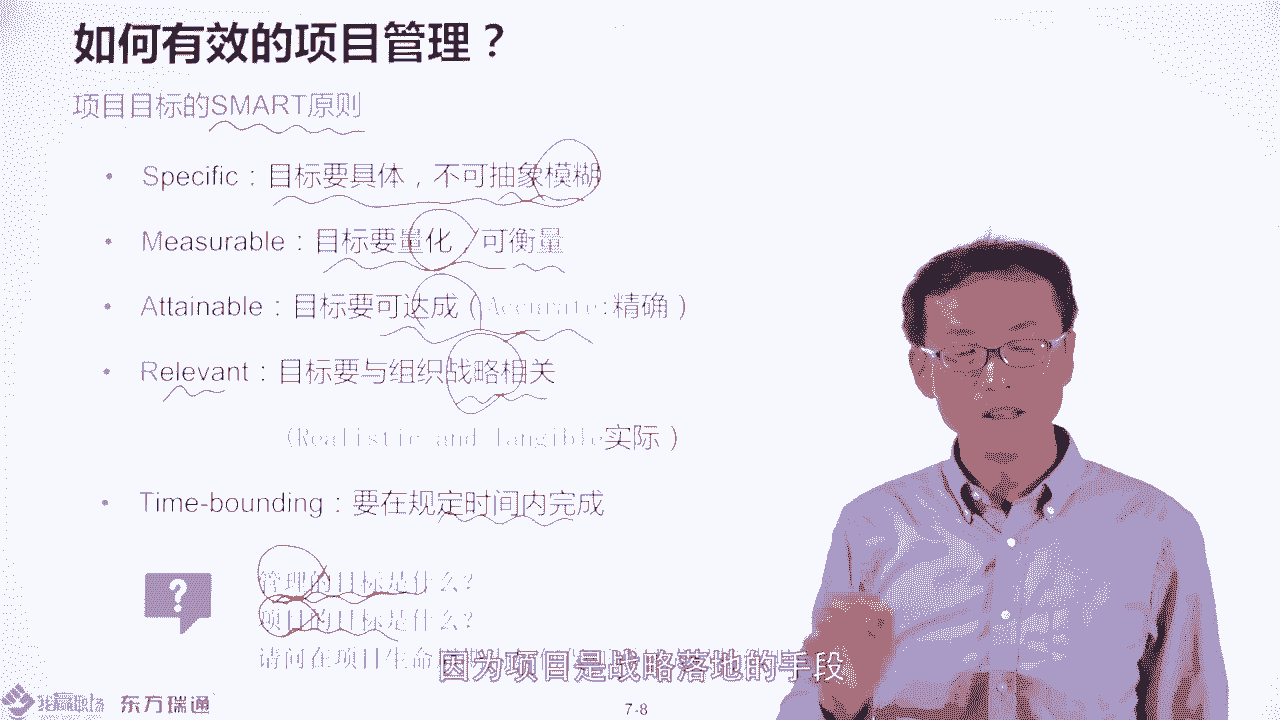 如何有效的项目管理？
项目目标的SMART原则
• Specific：目标要具体，不可抽象模糊
• Measurable：目标要量化／可衡量
• Attainable：目标要可达成（Accurate:精确）
• Relevant：目标要与组织战略相关
（Realistic and tangible实际）
• Time-bounding：要在规定时间内完成
?
管理的目标是什么？
项目的目标是什么？
请问在项目生命周期
因为项目是战略落地的手段
东方瑞通
7-8